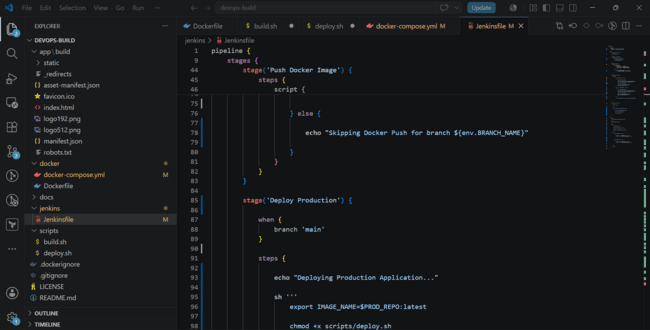 File Edit Selection View Go Run ... devops-build Update
EXPLORER ...
DEVOPS-BUILD
app \ build
static
_redirects
asset-manifest.json
favicon.ico
index.html
logo192.png
logo512.png
manifest.json
robots.txt
docker
docker-compose.yml M
Dockerfile
docs
jenkins
Jenkinsfile M
scripts
$ build.sh
$ deploy.sh
.dockerignore
.gitignore
LICENSE
README.md
OUTLINE
TIMELINE
Dockerfile $ build.sh $ deploy.sh docker-compose.yml M Jenkinsfile M
jenkins > Jenkinsfile
1 pipeline {
9 stages {
44 stage('Push Docker Image') {
45 steps {
46 script {
75
76 } else {
77
78 echo "Skipping Docker Push for branch ${env.BRANCH_NAME}"
79
80 }
81 }
82 }
83 }
84
85 stage('Deploy Production') {
86
87 when {
88 branch 'main'
89 }
90
91 steps {
92
93 echo "Deploying Production Application..."
94
95 sh '''
96 export IMAGE_NAME=$PROD_REPO:latest
97
98 chmod +x scripts/deploy.sh